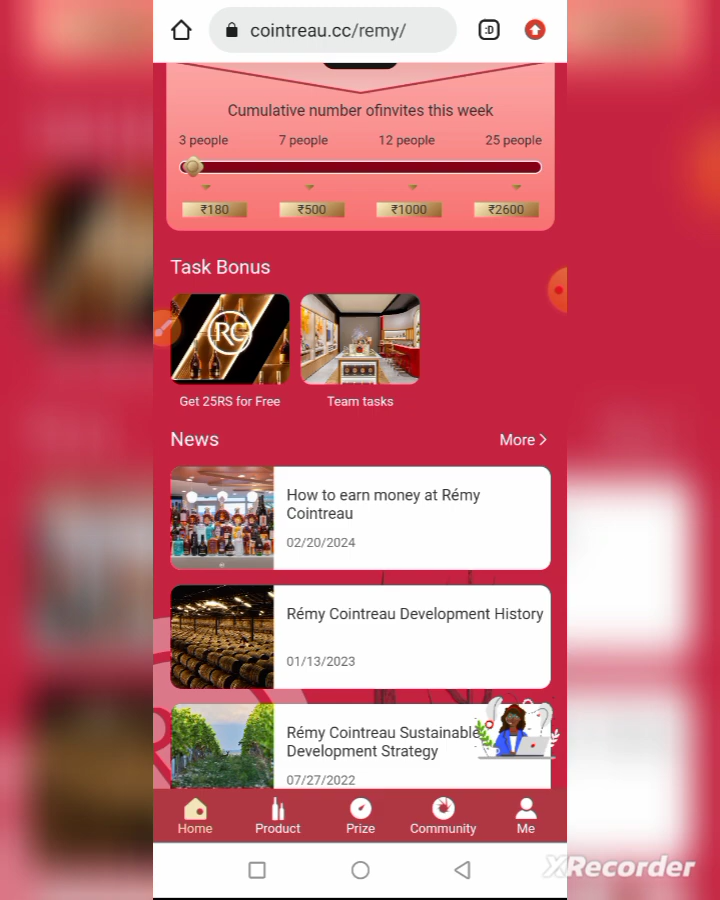 cointreau.cc/remy/
:D
Cumulative number ofinvites this week
3 people 7 people 12 people 25 people
₹180 ₹500 ₹1000 ₹2600
Task Bonus
RC
Get 25RS for Free Team tasks
News More
How to earn money at Rémy
Cointreau
02/20/2024
Rémy Cointreau Development History
01/13/2023
Rémy Cointreau Sustainable
Development Strategy
07/27/2022
Home Product Prize Community Me
XRecorder